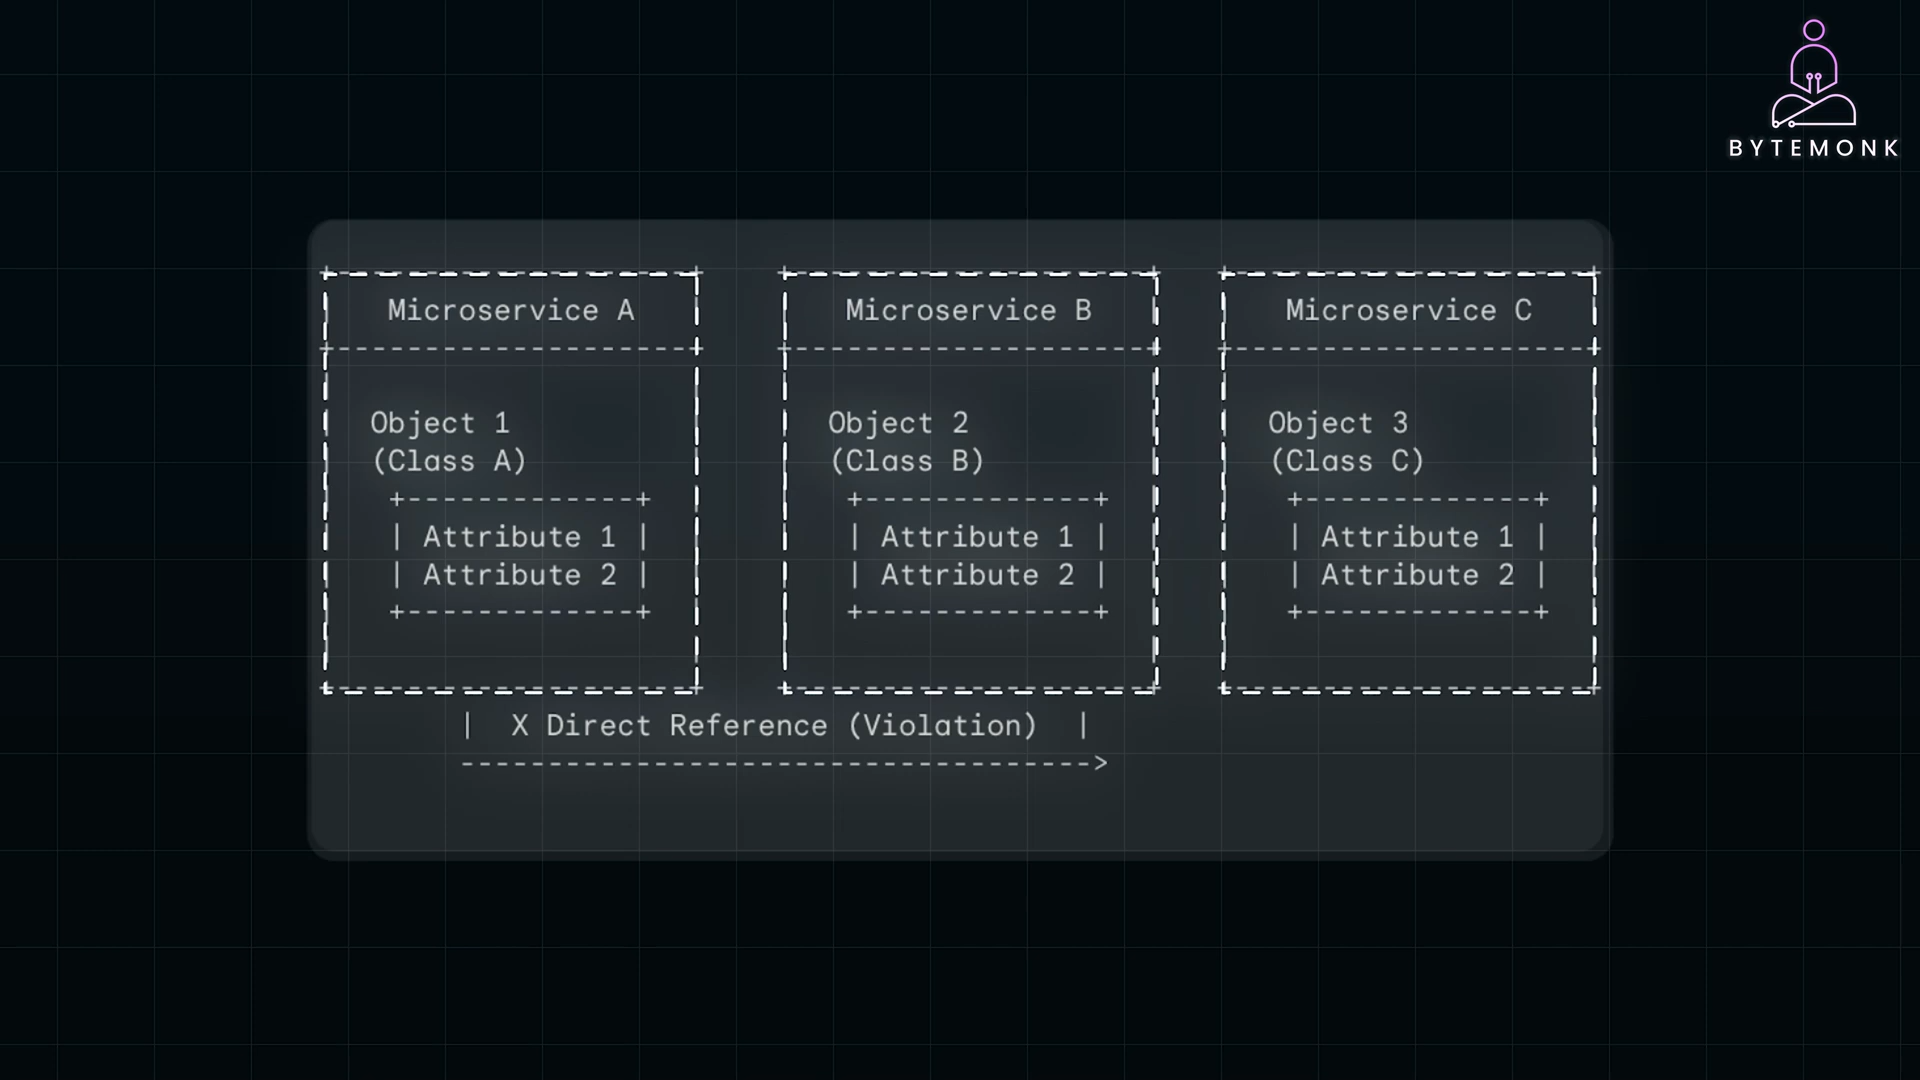 BYTEMONK
Microservice A
Object 1
(Class A)
Attribute 1
Attribute 2
Microservice B
Object 2
(Class B)
Attribute 1
Attribute 2
Microservice C
Object 3
(Class C)
Attribute 1
Attribute 2
X Direct Reference (Violation)